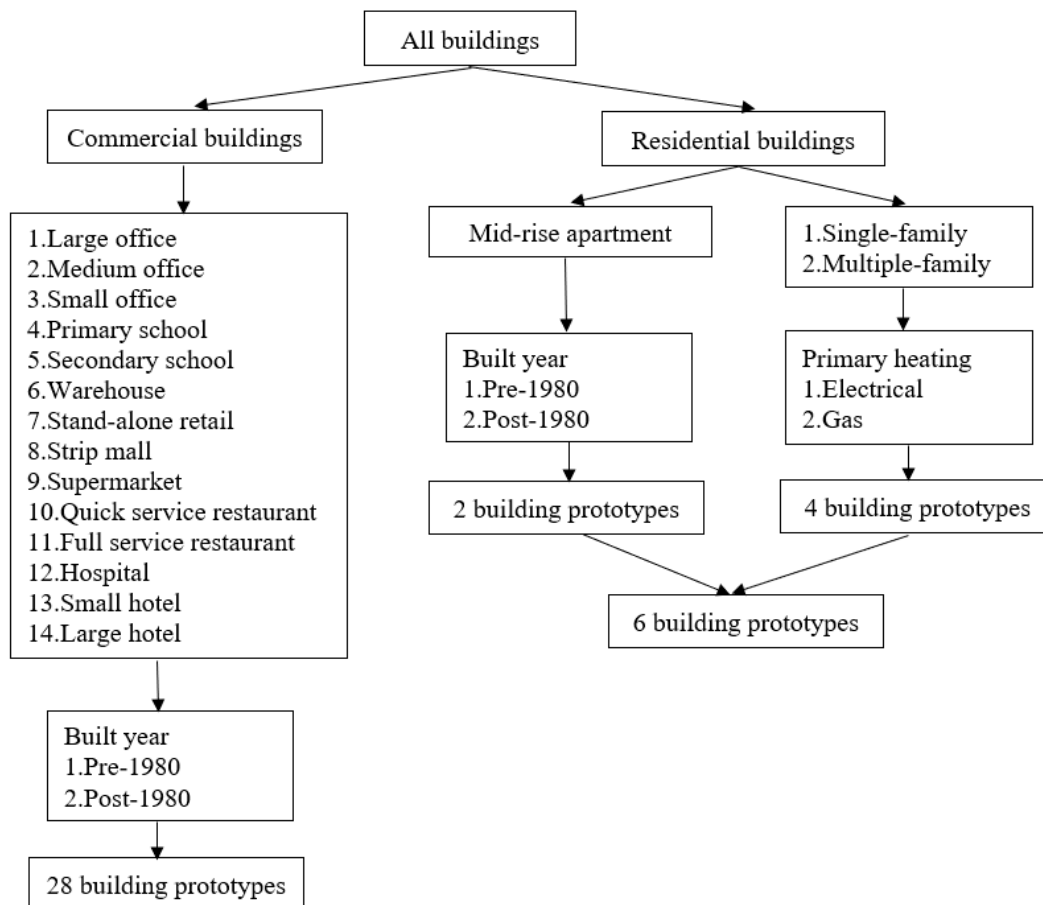 All buildings
Commercial buildings
Residential buildings
1.Large office
2.Medium office
3.Small office
4.Primary school
5.Secondary school
6.Warehouse
7.Stand-alone retail
8.Strip mall
9.Supermarket
10.Quick service restaurant
11.Full service restaurant
12.Hospital
13.Small hotel
14.Large hotel
Built year
1.Pre-1980
2.Post-1980
28 building prototypes
Mid-rise apartment
Built year
1.Pre-1980
2.Post-1980
2 building prototypes
1.Single-family
2.Multiple-family
Primary heating
1.Electrical
2.Gas
4 building prototypes
6 building prototypes